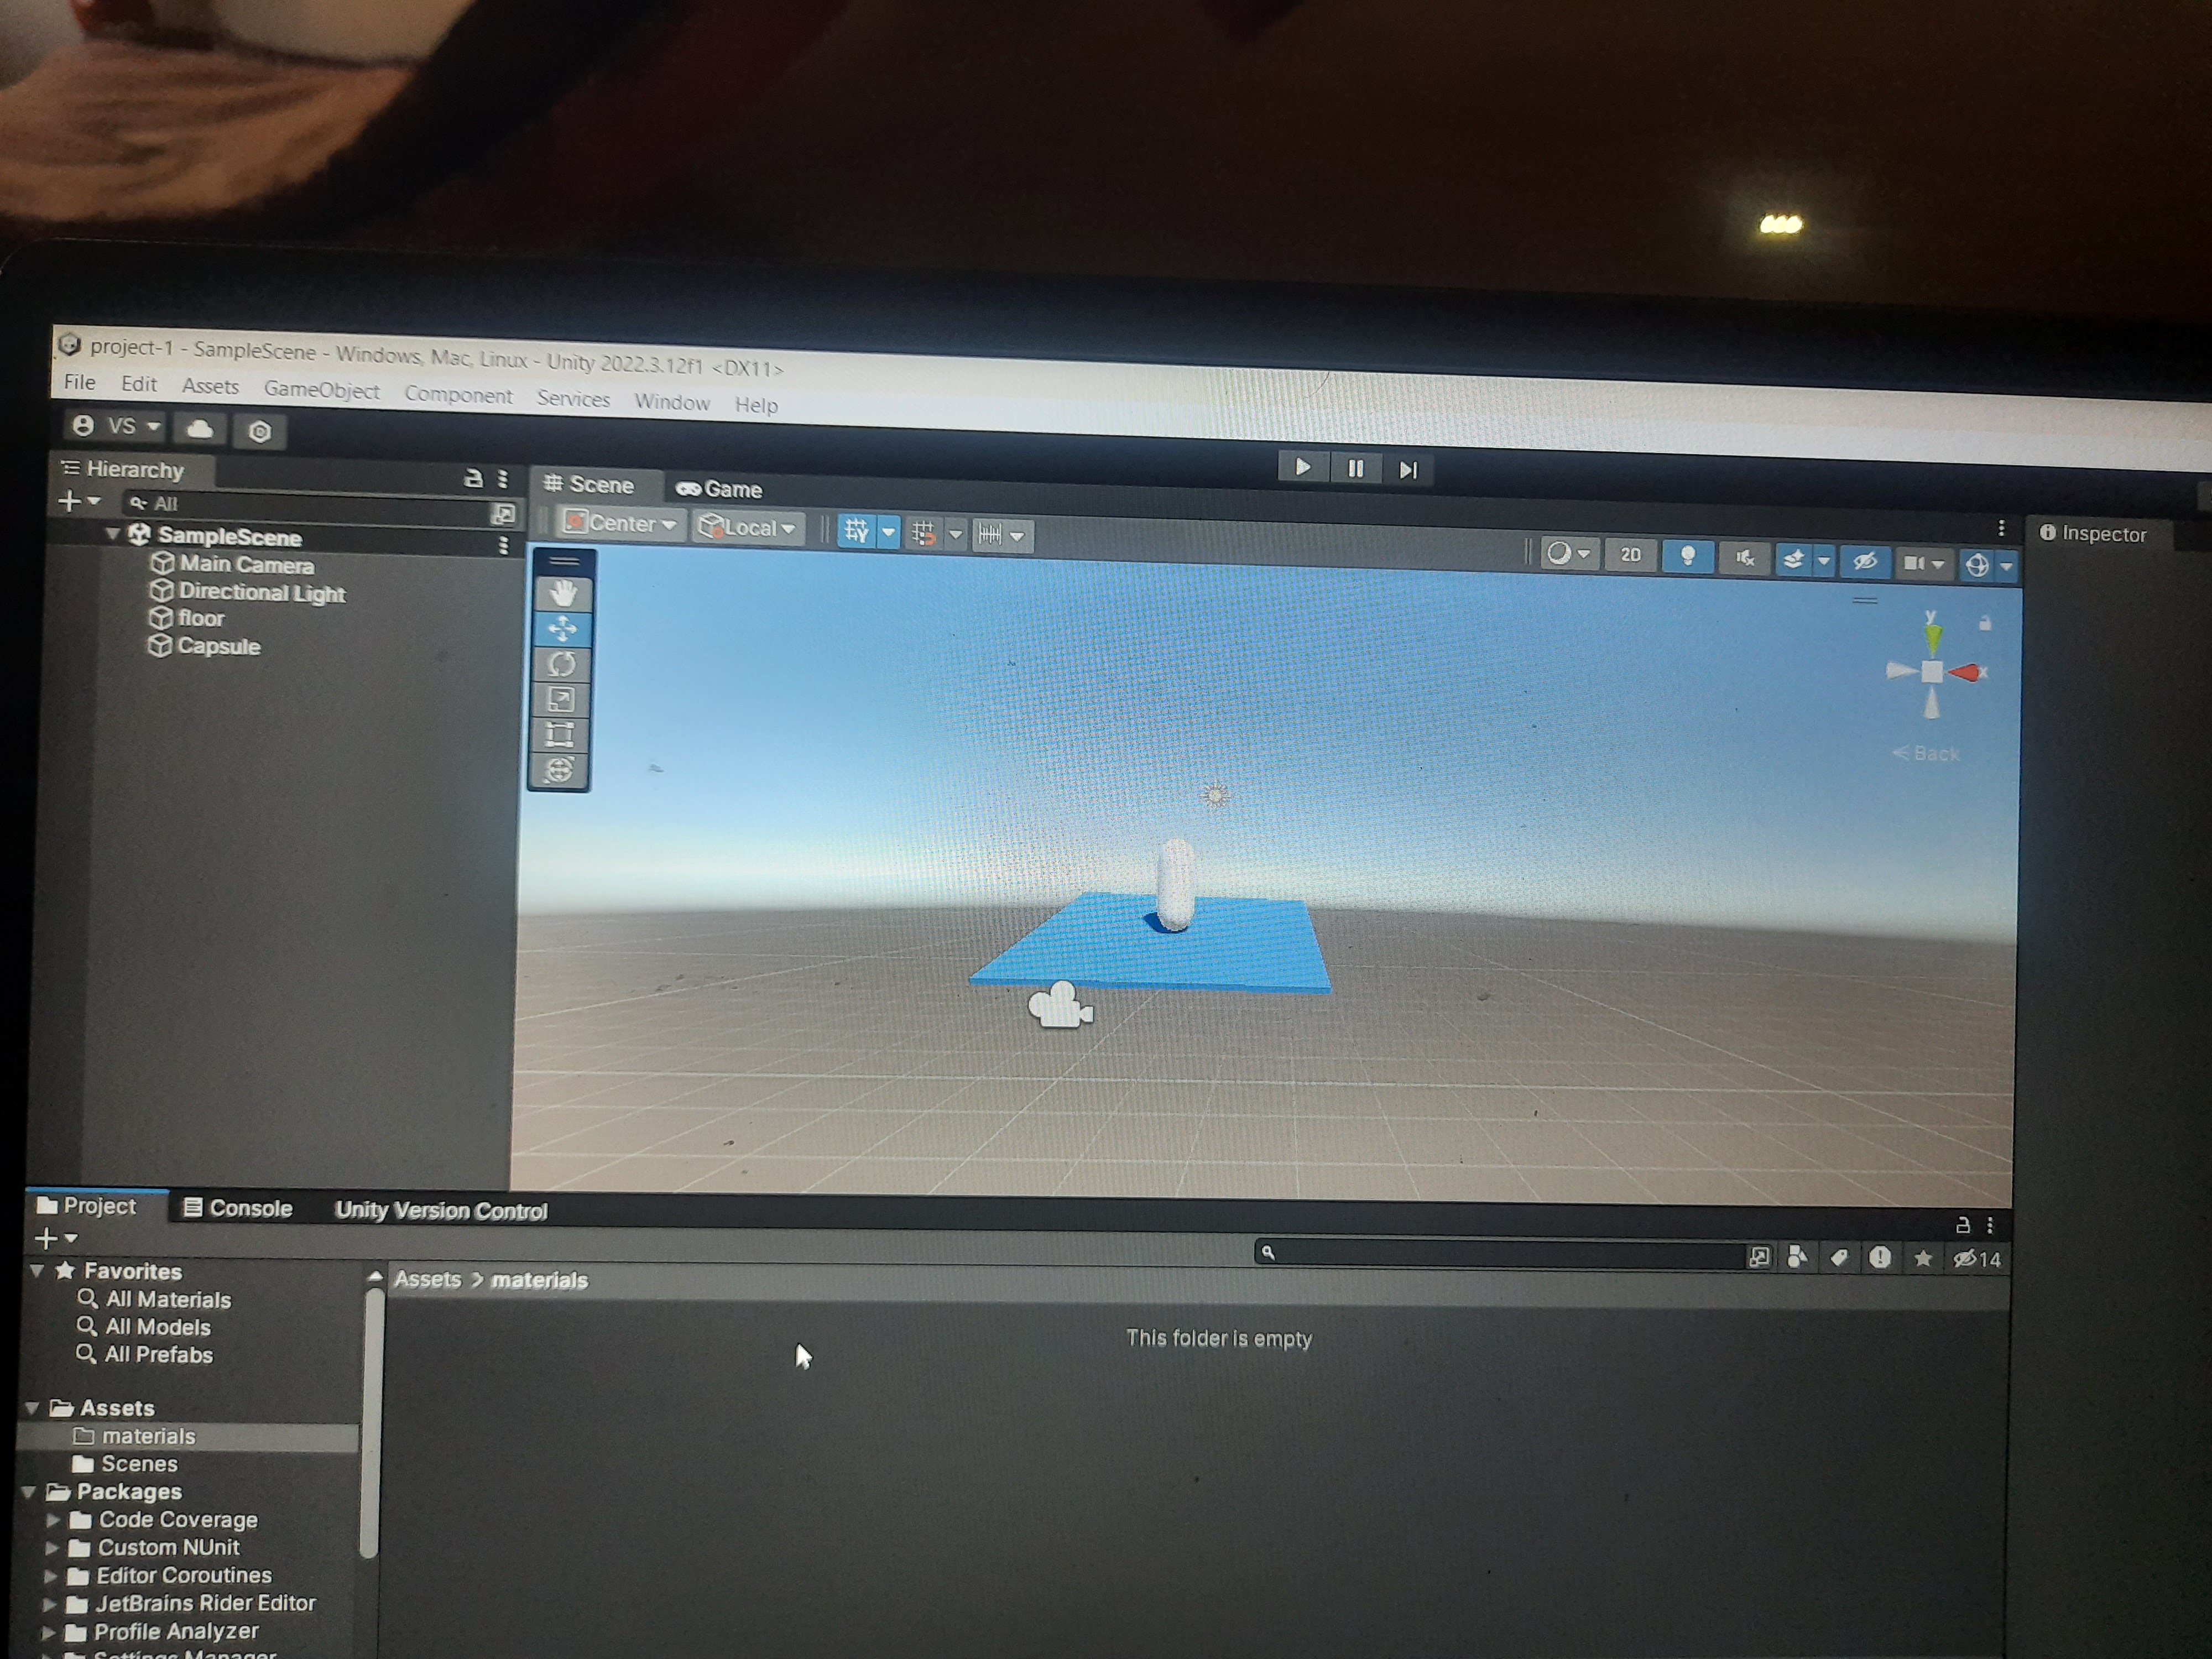 project-1 - SampleScene - Windows, Mac, Linux - Unity 2022.3.12f1 <DX11>
File Edit Assets GameObject Component Services Window Help
VS
Hierarchy
All
SampleScene
Main Camera
Directional Light
floor
Capsule
Scene Game
Center Local
2D
y
x
< Back
Inspector
Project Console Unity Version Control
14
Favorites
All Materials
All Models
All Prefabs
Assets
materials
Scenes
Packages
Code Coverage
Custom NUnit
Editor Coroutines
JetBrains Rider Editor
Profile Analyzer
Settings Manager
Assets > materials
This folder is empty